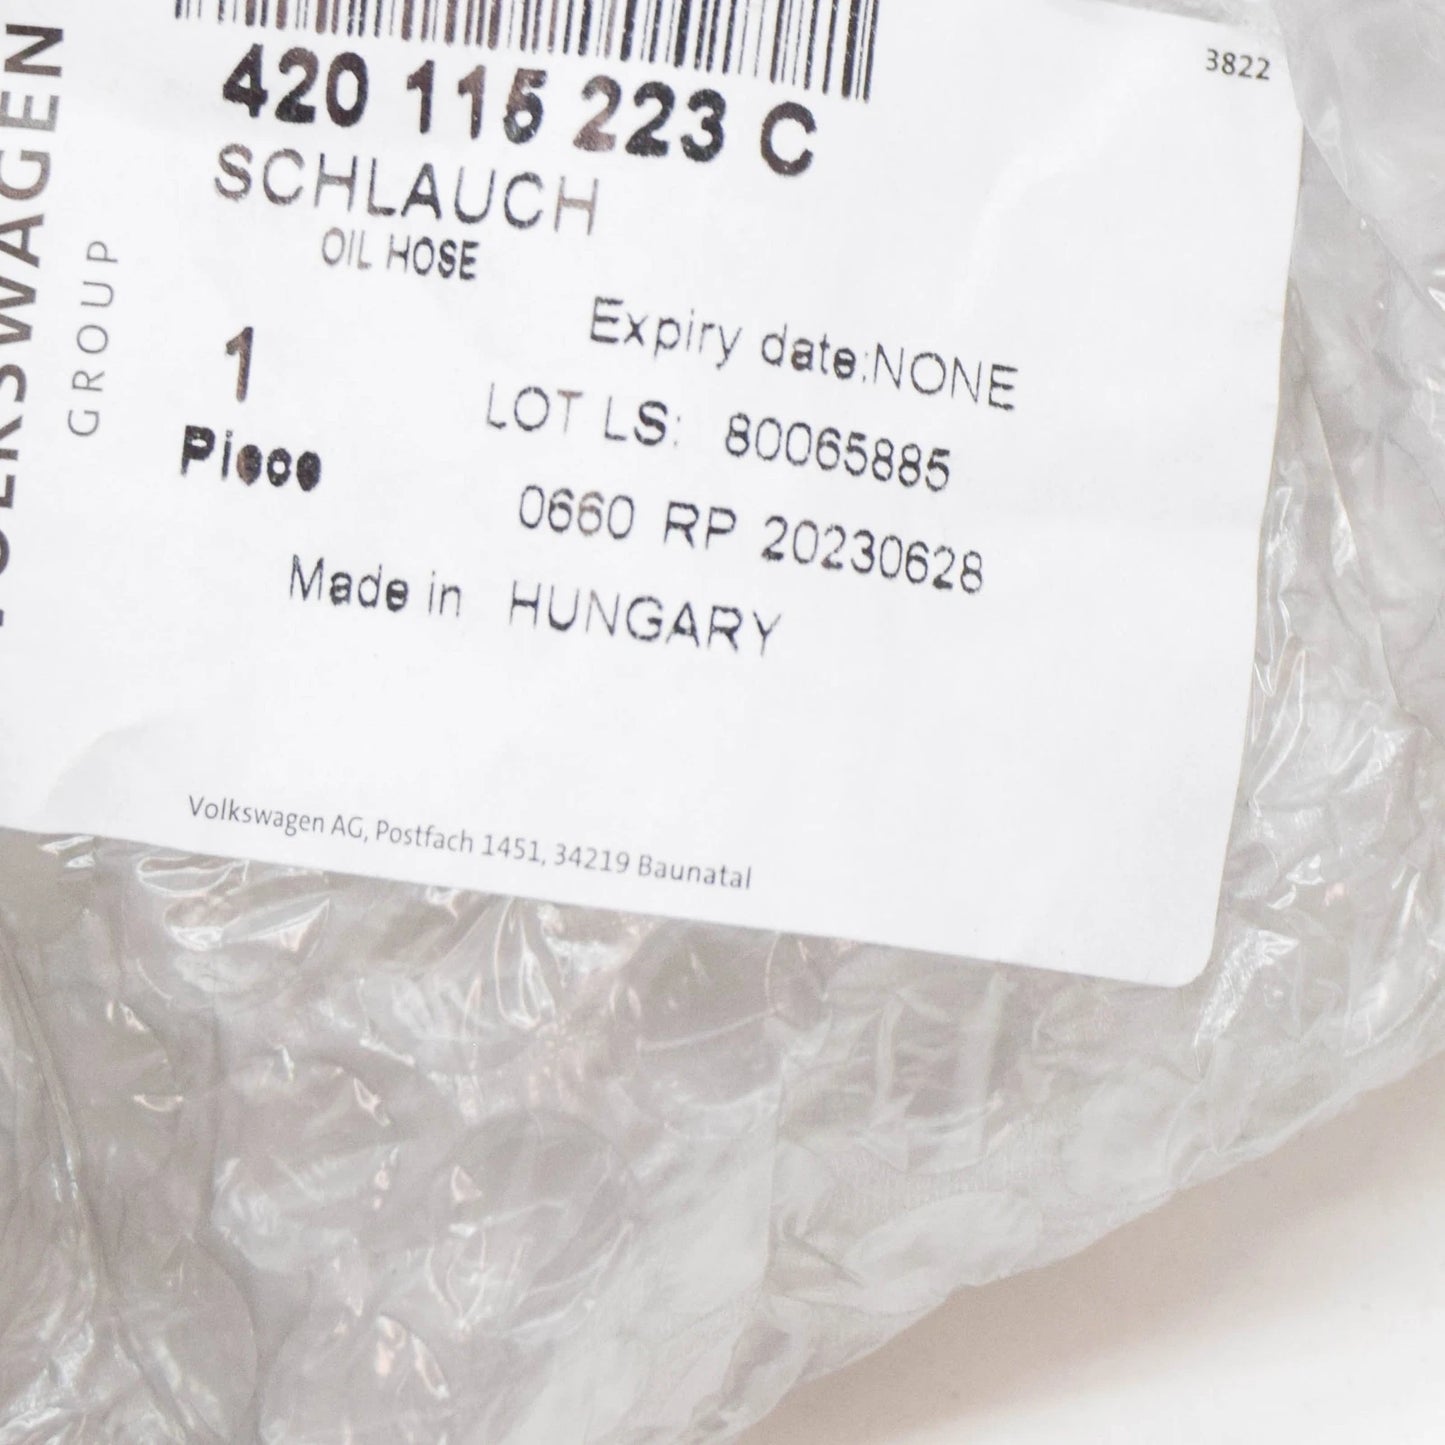 3822
420 115 223 C
SCHLAUCH
OIL HOSE
1
Piece
Expiry date:NONE
LOT LS: 80065885
0660 RP 20230628
Made in HUNGARY
Volkswagen AG, Postfach 1451, 34219 Baunatal
VOLKSWAGEN
GROUP